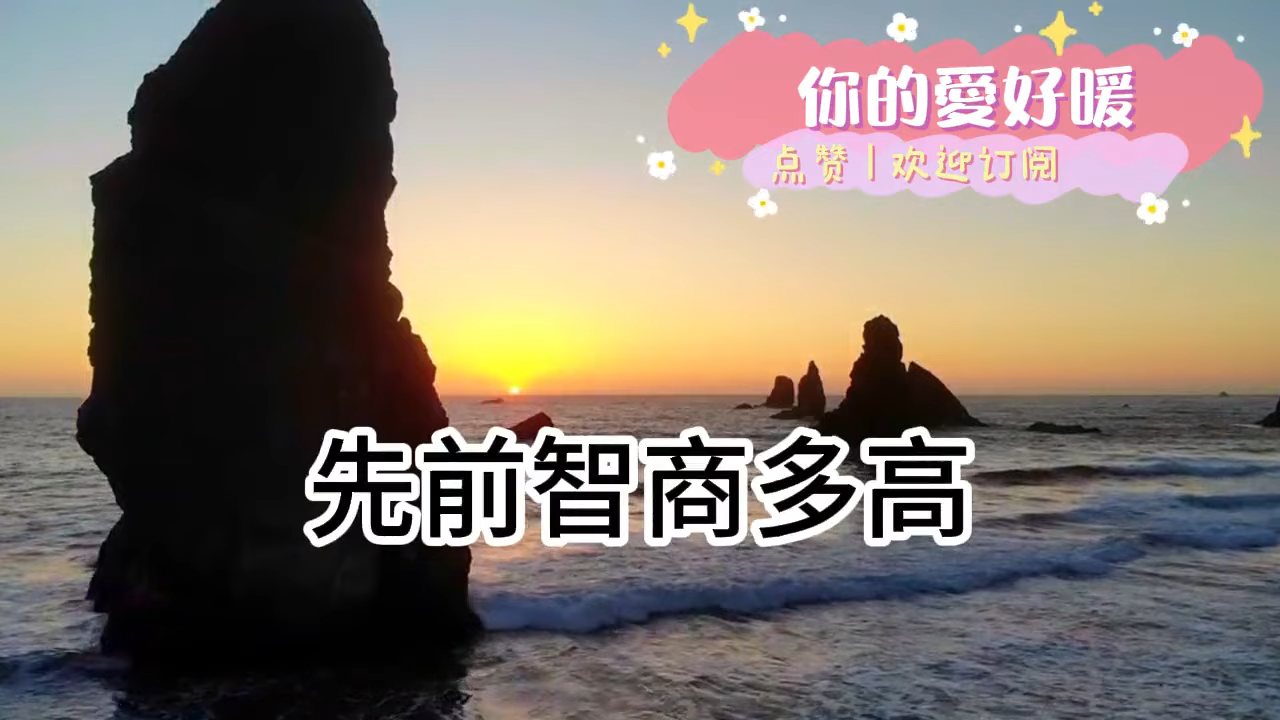 你的愛好暖
点赞丨欢迎订阅
先前智商多高